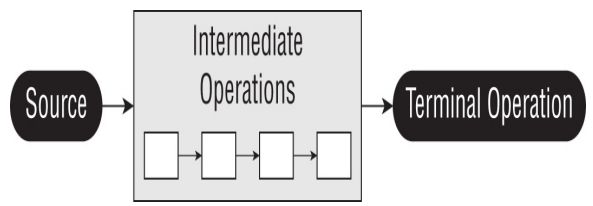 Source
Intermediate
Operations
Terminal Operation